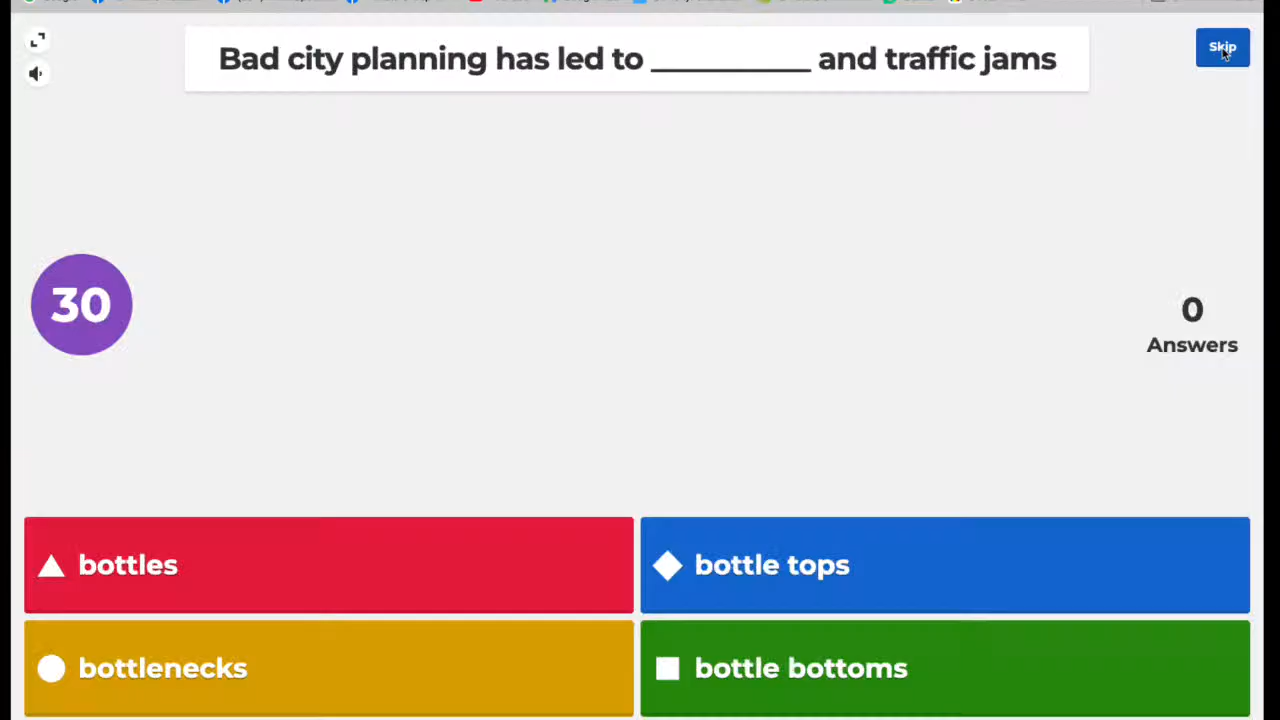 Bad city planning has led to ___________ and traffic jams
Skip
30
0
Answers
bottles
bottle tops
bottlenecks
bottle bottoms